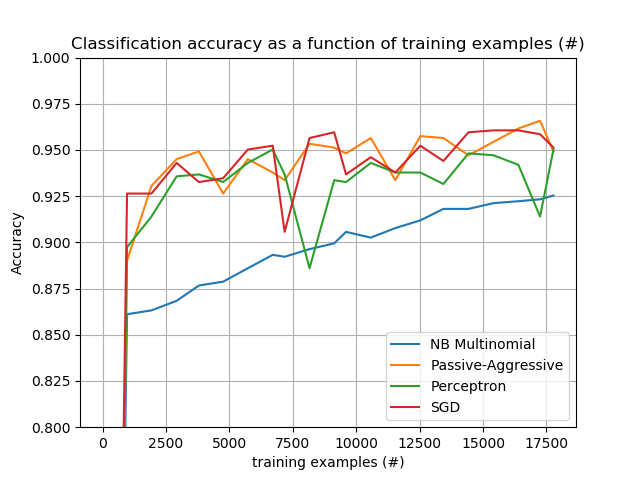 Classification accuracy as a function of training examples (#)
1.000
0.975
0.950
0.925
0.900
0.875
0.850
0.825
0.800
Accuracy
NB Multinomial
Passive-Aggressive
Perceptron
SGD
0 2500 5000 7500 10000 12500 15000 17500
training examples (#)